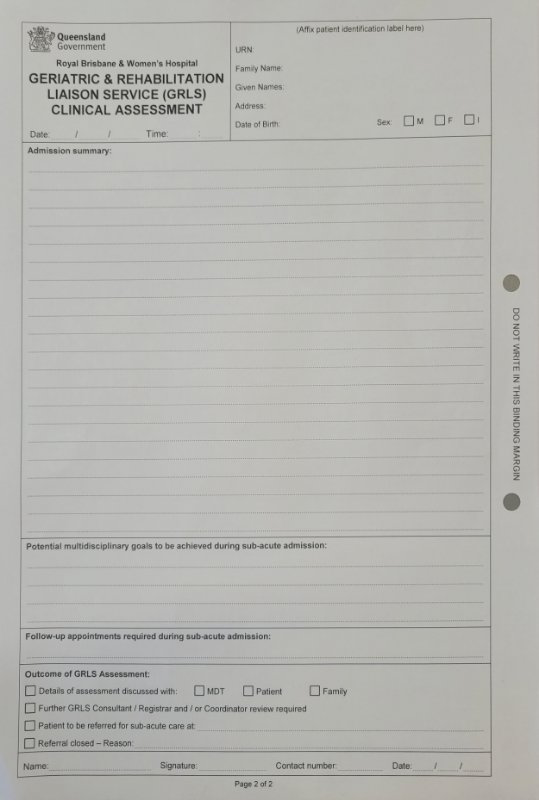 Queensland
Government
Royal Brisbane & Women's Hospital
GERIATRIC & REHABILITATION
LIAISON SERVICE (GRLS)
CLINICAL ASSESSMENT
Date: / / Time: :
(Affix patient identification label here)
URN:
Family Name:
Given Names:
Address:
Date of Birth: Sex: M F I
Admission summary:
Potential multidisciplinary goals to be achieved during sub-acute admission:
Follow-up appointments required during sub-acute admission:
Outcome of GRLS Assessment:
Details of assessment discussed with: MDT Patient Family
Further GRLS Consultant / Registrar and / or Coordinator review required
Patient to be referred for sub-acute care at:
Referral closed – Reason:
Name: Signature: Contact number: Date: / /
Page 2 of 2
DO NOT WRITE IN THIS BINDING MARGIN